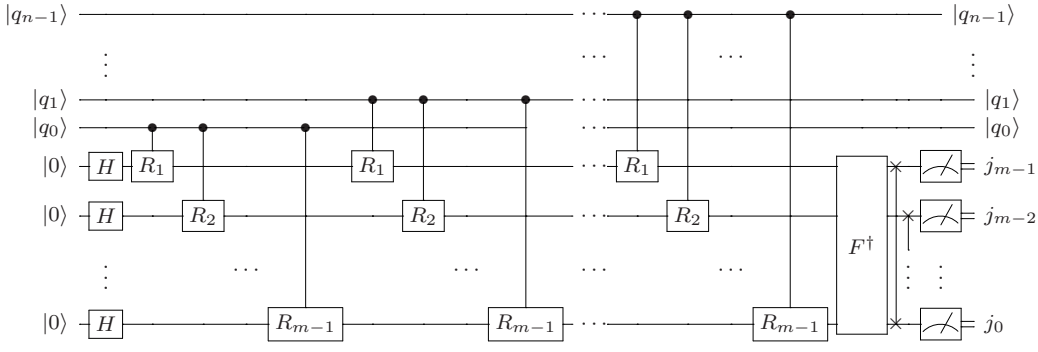 |q_{n−1}⟩ ··· |q_{n−1}⟩
⋮ ··· ··· ⋮
|q_1⟩ ··· |q_1⟩
|q_0⟩ ··· |q_0⟩
|0⟩ H R_1 R_1 ··· R_1 j_{m−1}
|0⟩ H R_2 R_2 ··· R_2 j_{m−2}
F^†
⋮ ··· ··· ··· ··· ⋮ ⋮
|0⟩ H R_{m−1} R_{m−1} ··· R_{m−1} j_0